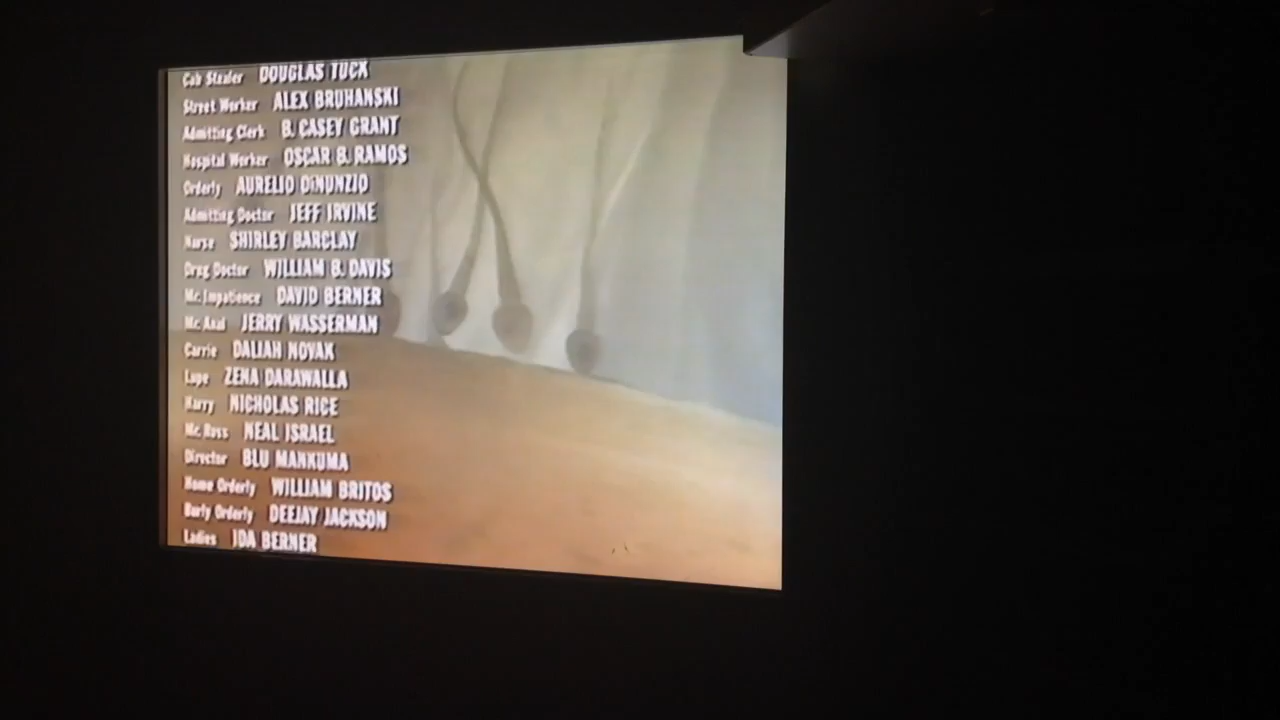 Cab Stealer DOUGLAS TUCK
Street Worker ALEX BRUHANSKI
Admitting Clerk B. CASEY GRANT
Hospital Worker OSCAR B. RAMOS
Orderly AURELIO DiNUNZIO
Admitting Doctor JEFF IRVINE
Nurse SHIRLEY BARCLAY
Drug Doctor WILLIAM B. DAVIS
Mr. Impatience DAVID BERNER
Mr. Anal JERRY WASSERMAN
Carrie DALIAH NOVAK
Lupe ZENA DARAWALLA
Harry NICHOLAS RICE
Mr. Ross NEAL ISRAEL
Director BLU MANKUMA
Home Orderly WILLIAM BRITOS
Burly Orderly DEEJAY JACKSON
Ladies IDA BERNER